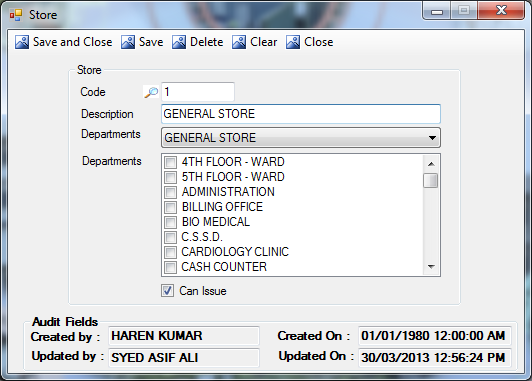 Store
Save and Close Save Delete Clear Close
Store
Code 1
Description GENERAL STORE
Departments GENERAL STORE
Departments 4TH FLOOR - WARD
5TH FLOOR - WARD
ADMINISTRATION
BILLING OFFICE
BIO MEDICAL
C.S.S.D.
CARDIOLOGY CLINIC
CASH COUNTER
Can Issue
Audit Fields
Created by : HAREN KUMAR Created On : 01/01/1980 12:00:00 AM
Updated by : SYED ASIF ALI Updated On : 30/03/2013 12:56:24 PM